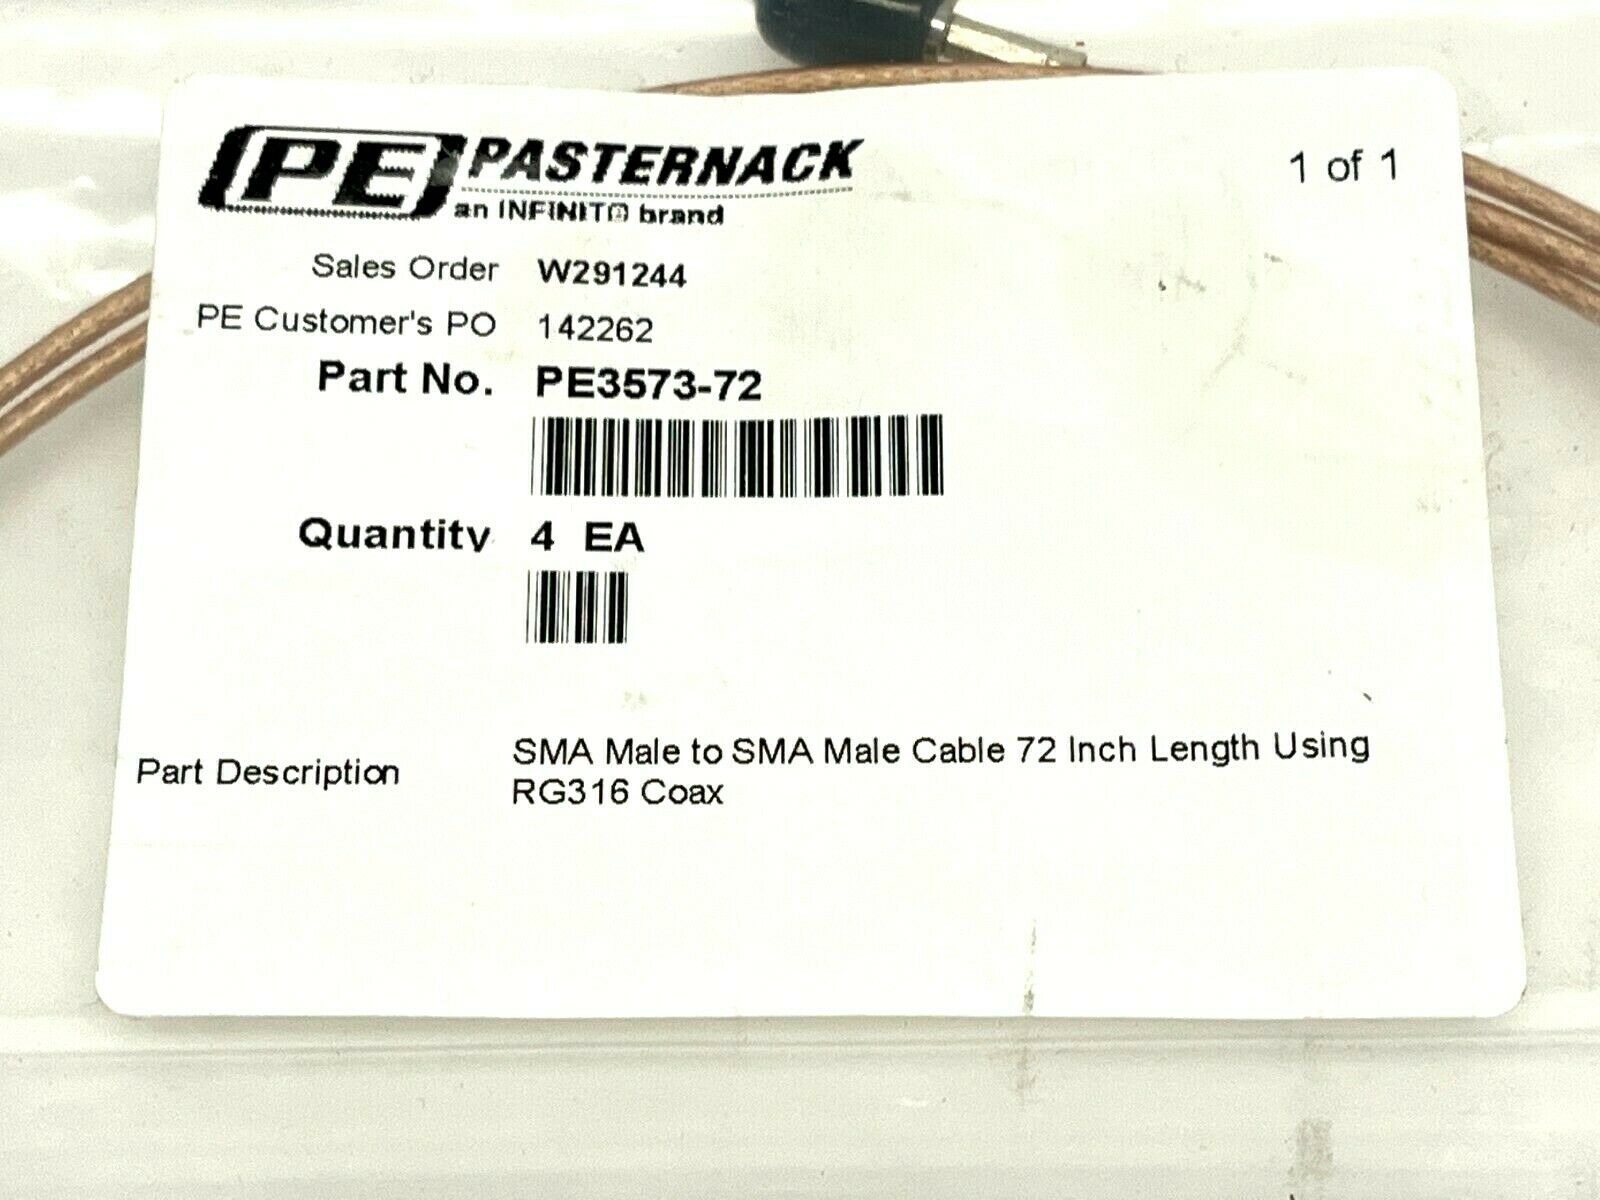 PE PASTERNACK
an INFINIT® brand
1 of 1
Sales Order W291244
PE Customer's PO 142262
Part No. PE3573-72
Quantity 4 EA
Part Description
SMA Male to SMA Male Cable 72 Inch Length Using
RG316 Coax